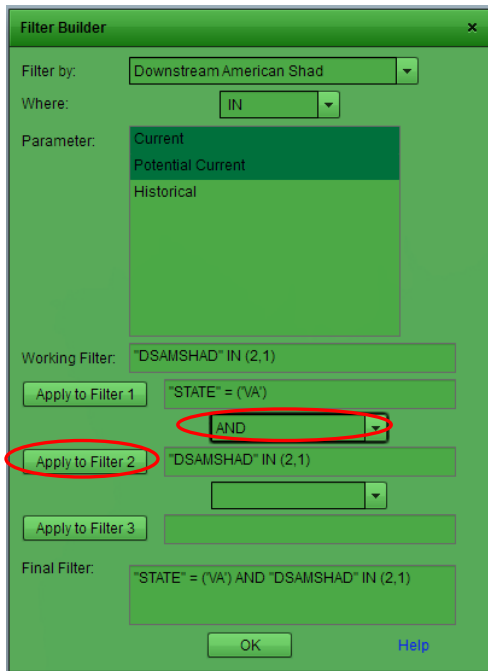 Filter Builder x
Filter by: Downstream American Shad
Where: IN
Parameter: Current
Potential Current
Historical
Working Filter: "DSAMSHAD" IN (2,1)
Apply to Filter 1 "STATE" = ('VA')
AND
Apply to Filter 2 "DSAMSHAD" IN (2,1)
Apply to Filter 3
Final Filter: "STATE" = ('VA') AND "DSAMSHAD" IN (2,1)
OK Help